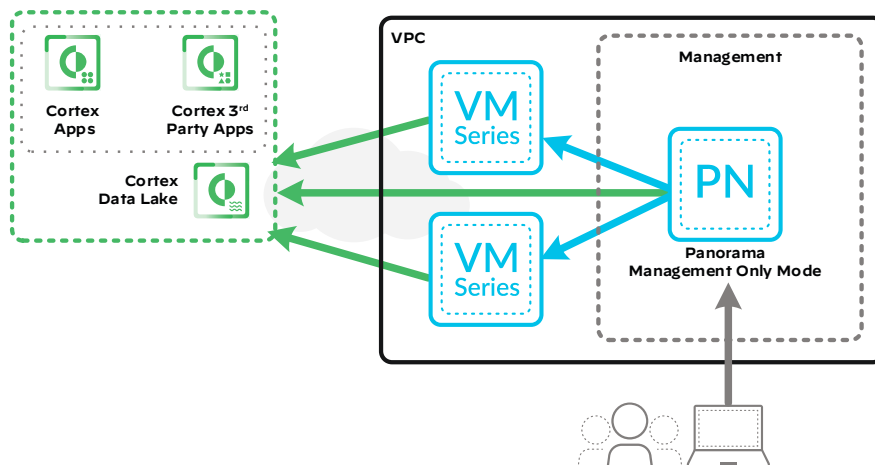 VPC
Management
Cortex
Apps
Cortex 3rd
Party Apps
Cortex
Data Lake
VM
Series
VM
Series
PN
Panorama
Management Only Mode